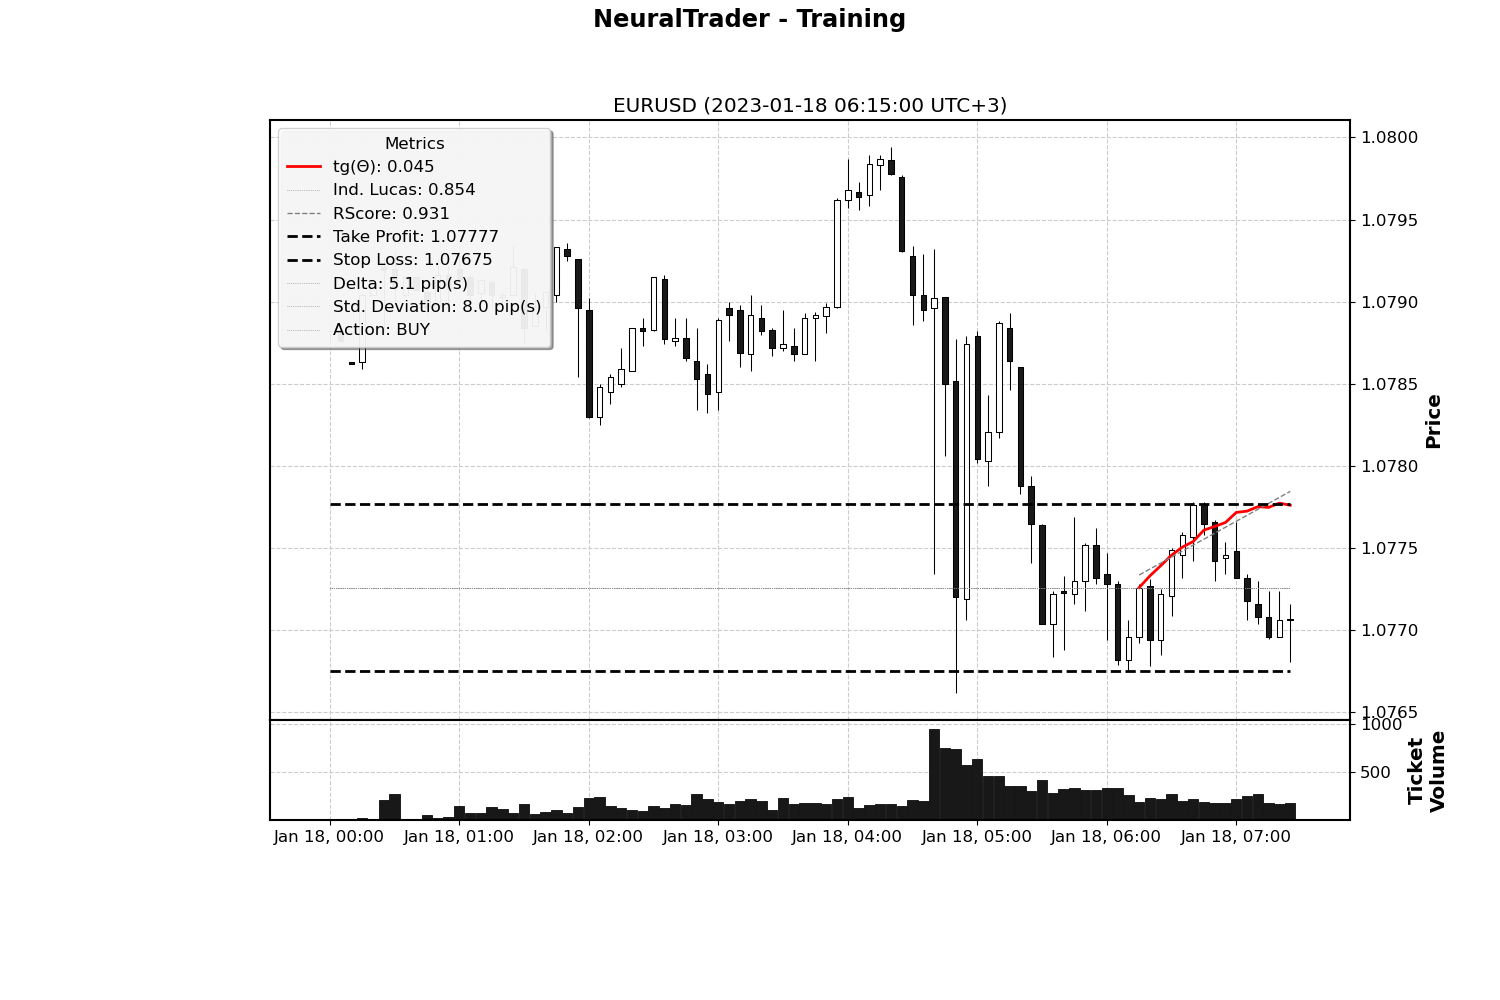 NeuralTrader - Training
EURUSD (2023-01-18 06:15:00 UTC+3)
Metrics
tg(Θ): 0.045
Ind. Lucas: 0.854
RScore: 0.931
Take Profit: 1.07777
Stop Loss: 1.07675
Delta: 5.1 pip(s)
Std. Deviation: 8.0 pip(s)
Action: BUY
1.0800
1.0795
1.0790
1.0785
1.0780
1.0775
1.0770
1.0765
Price
1000
500
Ticket
Volume
Jan 18, 00:00
Jan 18, 01:00
Jan 18, 02:00
Jan 18, 03:00
Jan 18, 04:00
Jan 18, 05:00
Jan 18, 06:00
Jan 18, 07:00